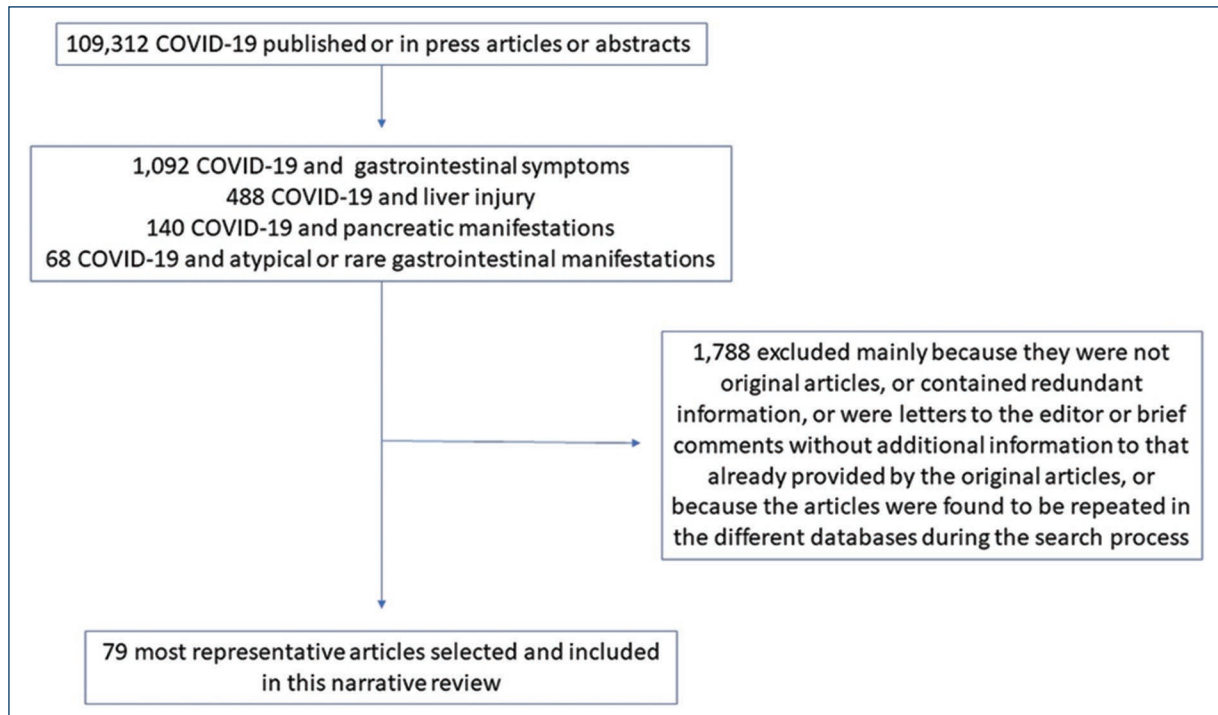 109,312 COVID-19 published or in press articles or abstracts
1,092 COVID-19 and gastrointestinal symptoms
488 COVID-19 and liver injury
140 COVID-19 and pancreatic manifestations
68 COVID-19 and atypical or rare gastrointestinal manifestations
1,788 excluded mainly because they were not
original articles, or contained redundant
information, or were letters to the editor or brief
comments without additional information to that
already provided by the original articles, or
because the articles were found to be repeated in
the different databases during the search process
79 most representative articles selected and included
in this narrative review